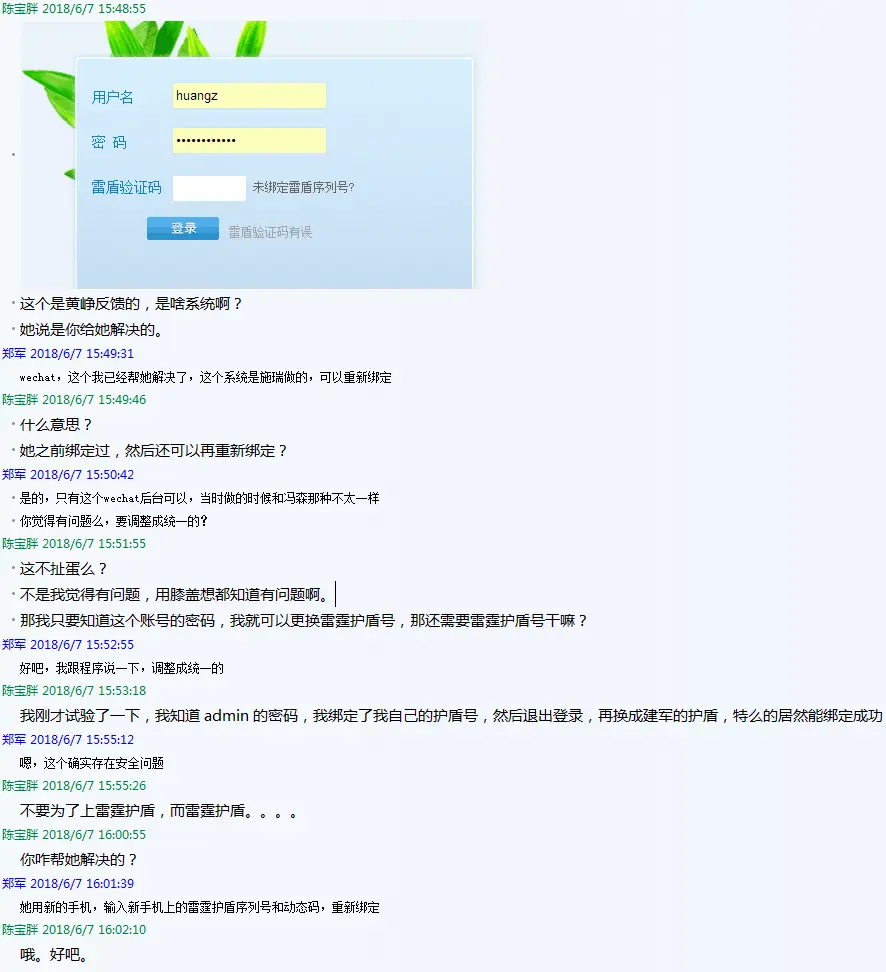 陈宝胖 2018/6/7 15:48:55
用户名 huangz
密 码 ••••••••••••
雷盾验证码 未绑定雷盾序列号?
登录 雷盾验证码有误
这个是黄峥反馈的，是啥系统啊？
她说是你给她解决的。
郑军 2018/6/7 15:49:31
wechat，这个我已经帮她解决了，这个系统是施瑞做的，可以重新绑定
陈宝胖 2018/6/7 15:49:46
什么意思？
她之前绑定过，然后还可以再重新绑定？
郑军 2018/6/7 15:50:42
是的，只有这个wechat后台可以，当时做的时候和冯森那种不太一样
你觉得有问题么，要调整成统一的？
陈宝胖 2018/6/7 15:51:55
这不扯蛋么？
不是我觉得有问题，用膝盖想都知道有问题啊。
那我只要知道这个账号的密码，我就可以更换雷霆护盾号，那还需要雷霆护盾号干嘛？
郑军 2018/6/7 15:52:55
好吧，我跟程序说一下，调整成统一的
陈宝胖 2018/6/7 15:53:18
我刚才试验了一下，我知道 admin 的密码，我绑定了我自己的护盾号，然后退出登录，再换成建军的护盾，特么的居然能绑定成功
郑军 2018/6/7 15:55:12
嗯，这个确实存在安全问题
陈宝胖 2018/6/7 15:55:26
不要为了上雷霆护盾，而雷霆护盾。。。。
陈宝胖 2018/6/7 16:00:55
你咋帮她解决的？
郑军 2018/6/7 16:01:39
她用新的手机，输入新手机上的雷霆护盾序列号和动态码，重新绑定
陈宝胖 2018/6/7 16:02:10
哦。好吧。